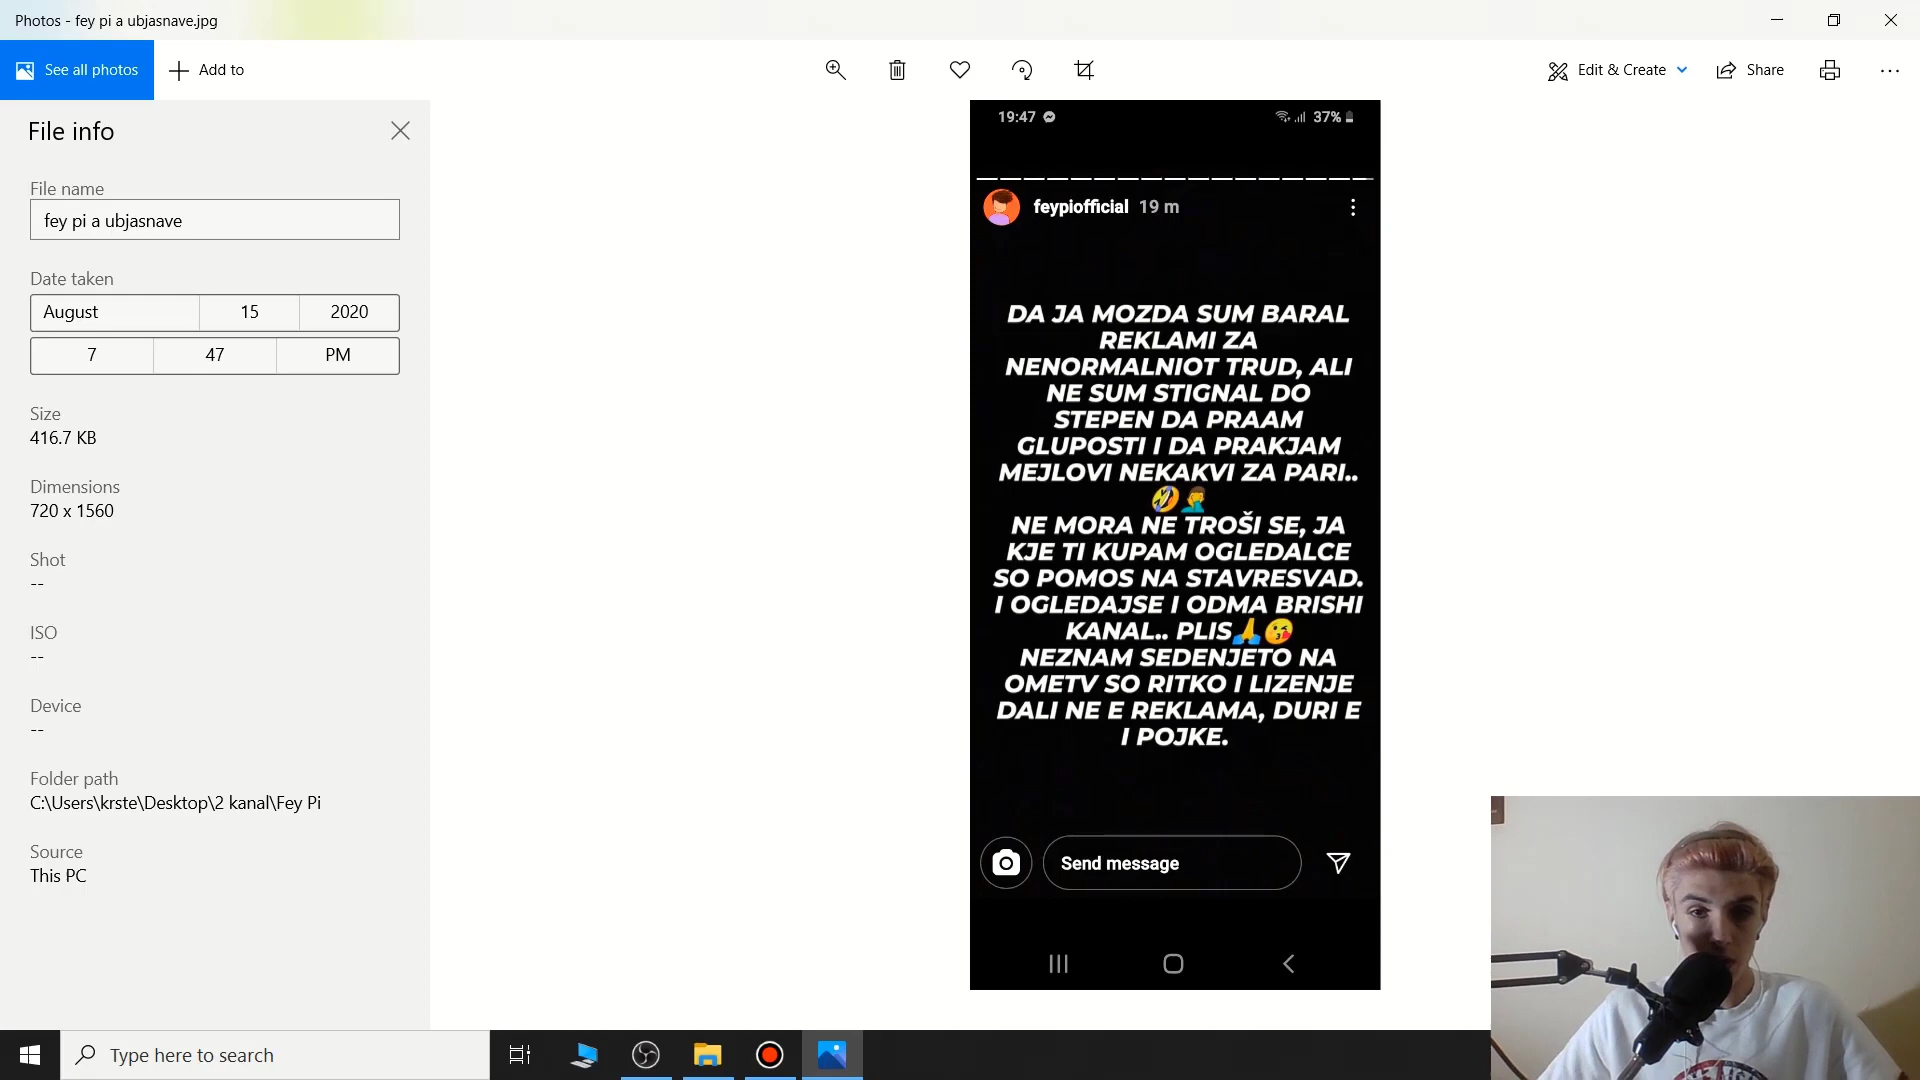 Photos - fey pi a ubjasnave.jpg
See all photos
Add to
Edit & Create
Share
File info
File name
fey pi a ubjasnave
Date taken
August 15 2020
7 47 PM
Size
416.7 KB
Dimensions
720 x 1560
Shot
--
ISO
--
Device
--
Folder path
C:\Users\krste\Desktop\2 kanal\Fey Pi
Source
This PC
19:47
37%
feypiofficial 19 m
DA JA MOZDA SUM BARAL
REKLAMI ZA
NENORMALNIOT TRUD, ALI
NE SUM STIGNAL DO
STEPEN DA PRAAM
GLUPOSTI I DA PRAKJAM
MEJLOVI NEKAKVI ZA PARI..
🤣🤦‍♂️
NE MORA NE TROŠI SE, JA
KJE TI KUPAM OGLEDALCE
SO POMOS NA STAVRESVAD.
I OGLEDAJSE I ODMA BRISHI
KANAL.. PLIS🙏😘
NEZNAM SEDENJETO NA
OMETV SO RITKO I LIZENJE
DALI NE E REKLAMA, DURI E
I POJKE.
Send message
Type here to search